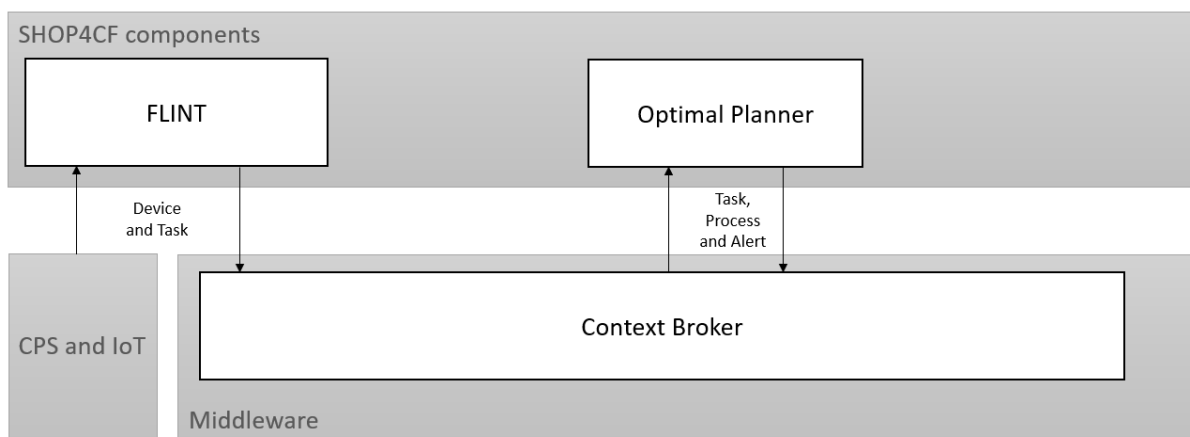 SHOP4CF components
FLINT
Optimal Planner
Device
and Task
Task,
Process
and Alert
CPS and IoT
Context Broker
Middleware